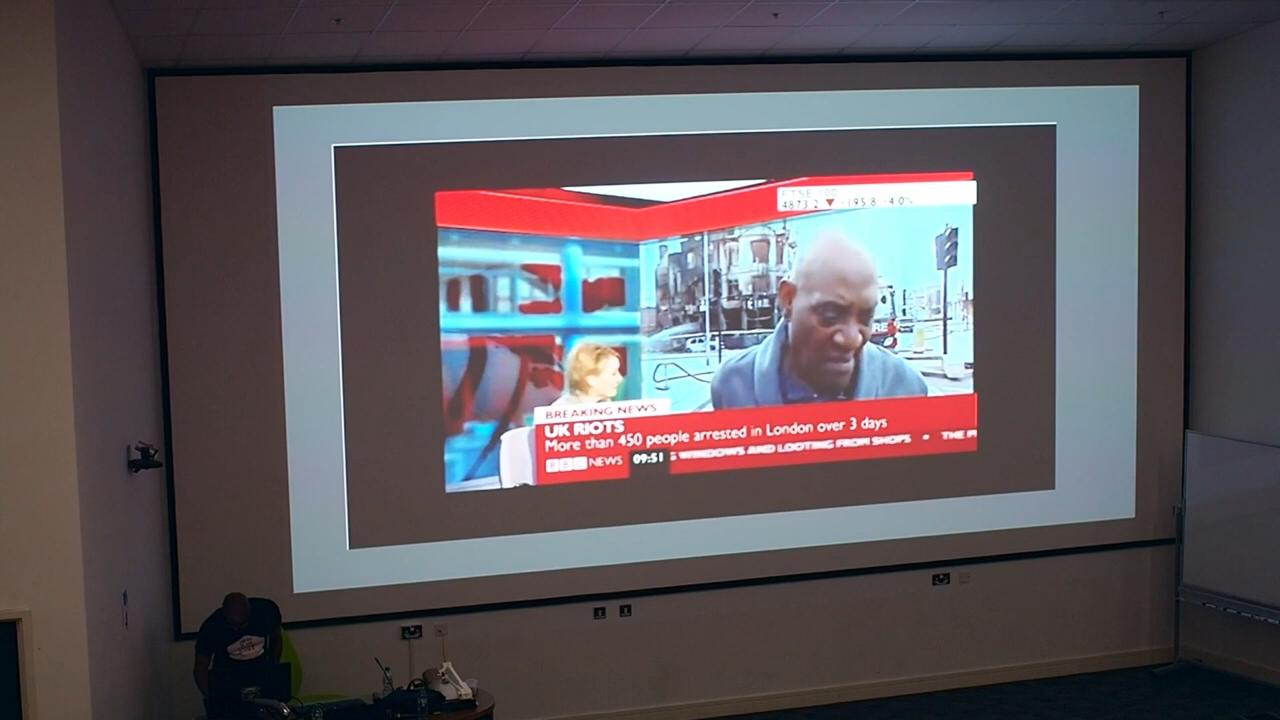 FTSE 100
4873.2 ▼ -195.8 -4.0%
BREAKING NEWS
UK RIOTS
More than 450 people arrested in London over 3 days
BBC NEWS 09:51 WINDOWS AND LOOTING FROM SHOPS • THE